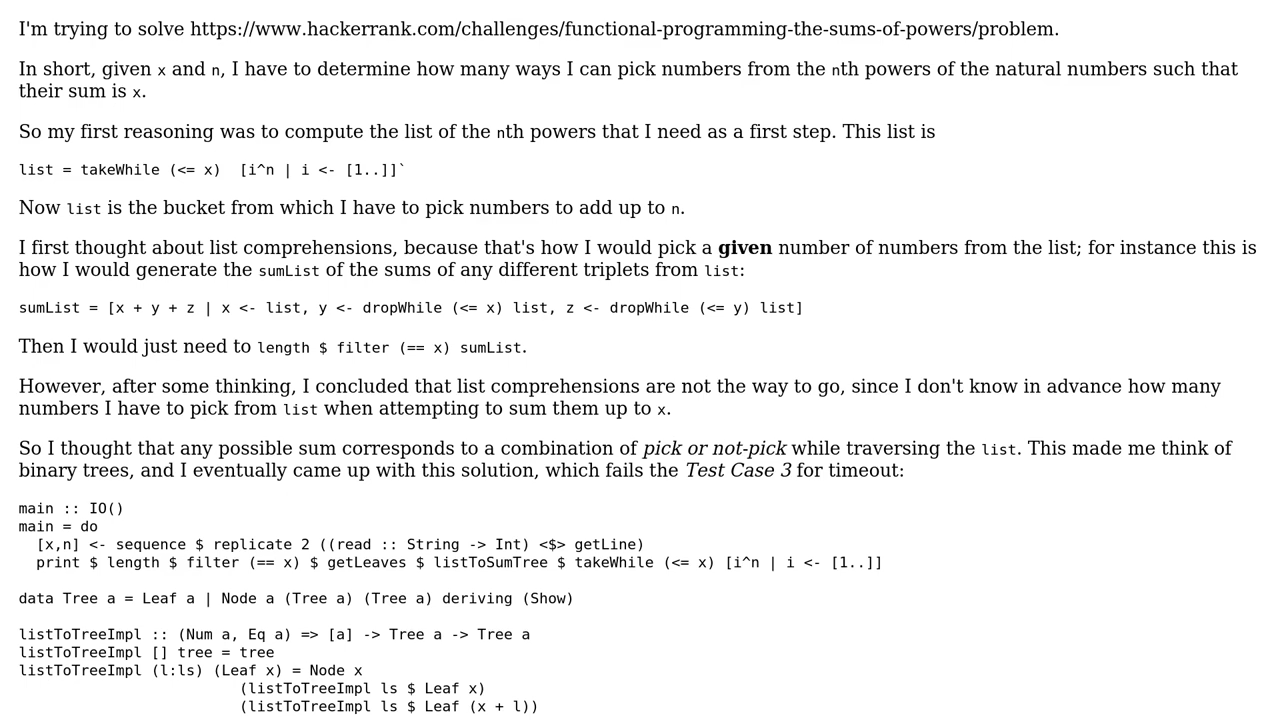 I'm trying to solve https://www.hackerrank.com/challenges/functional-programming-the-sums-of-powers/problem.
In short, given x and n, I have to determine how many ways I can pick numbers from the nth powers of the natural numbers such that
their sum is x.
So my first reasoning was to compute the list of the nth powers that I need as a first step. This list is
list = takeWhile (<= x)  [i^n | i <- [1..]]`
Now list is the bucket from which I have to pick numbers to add up to n.
I first thought about list comprehensions, because that's how I would pick a given number of numbers from the list; for instance this is
how I would generate the sumList of the sums of any different triplets from list:
sumList = [x + y + z | x <- list, y <- dropWhile (<= x) list, z <- dropWhile (<= y) list]
Then I would just need to length $ filter (== x) sumList.
However, after some thinking, I concluded that list comprehensions are not the way to go, since I don't know in advance how many
numbers I have to pick from list when attempting to sum them up to x.
So I thought that any possible sum corresponds to a combination of pick or not-pick while traversing the list. This made me think of
binary trees, and I eventually came up with this solution, which fails the Test Case 3 for timeout:
main :: IO()
main = do
  [x,n] <- sequence $ replicate 2 ((read :: String -> Int) <$> getLine)
  print $ length $ filter (== x) $ getLeaves $ listToSumTree $ takeWhile (<= x) [i^n | i <- [1..]]
data Tree a = Leaf a | Node a (Tree a) (Tree a) deriving (Show)
listToTreeImpl :: (Num a, Eq a) => [a] -> Tree a -> Tree a
listToTreeImpl [] tree = tree
listToTreeImpl (l:ls) (Leaf x) = Node x
                         (listToTreeImpl ls $ Leaf x)
                         (listToTreeImpl ls $ Leaf (x + l))